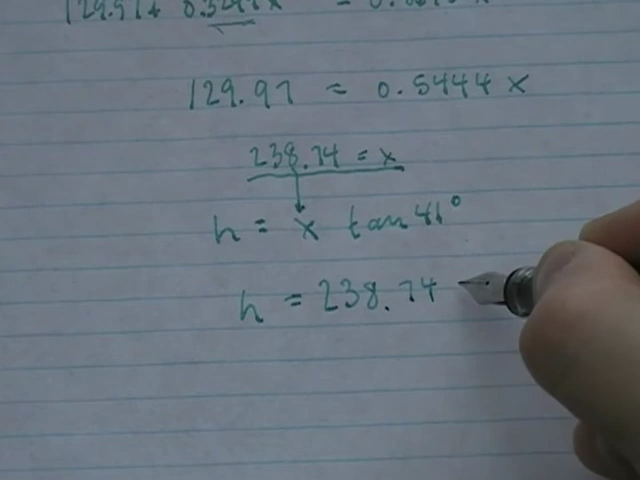 129.97 = 0.5444 x
238.74 = x
h = x tan 41°
h = 238.74